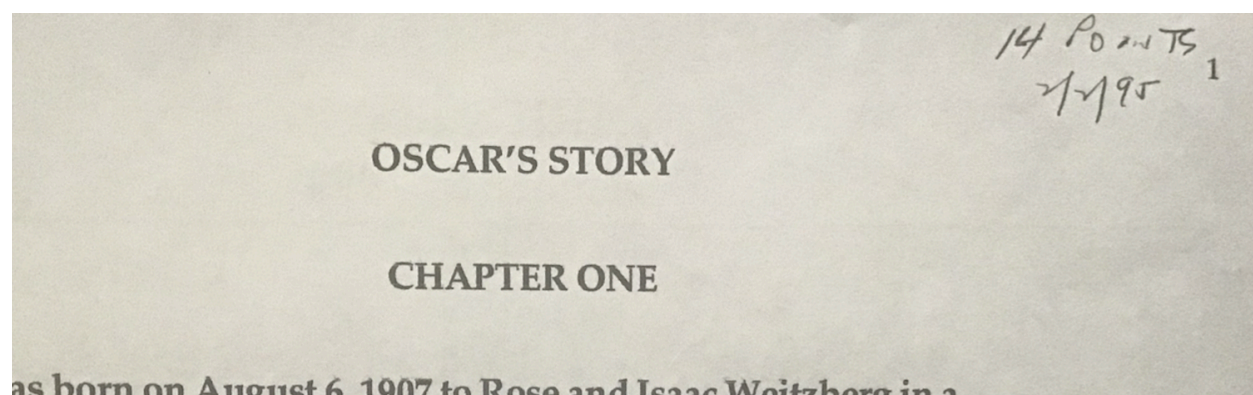 14 POINTS
2/2/95
1
OSCAR'S STORY
CHAPTER ONE
as born on August 6, 1907 to Rose and Isaac Weitzberg in a